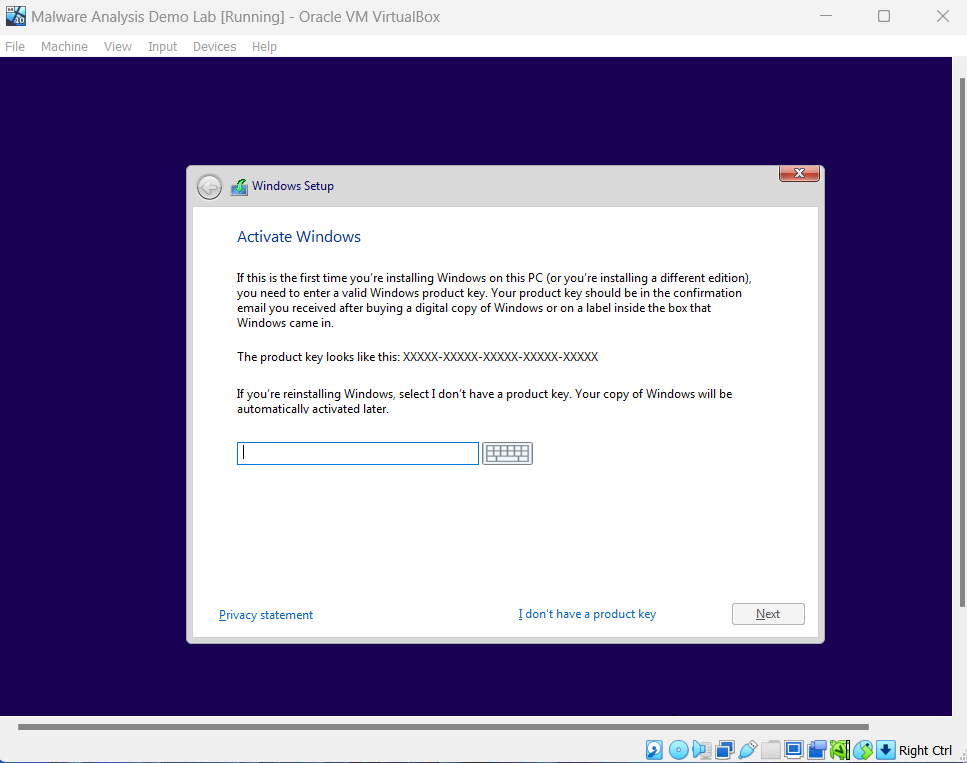 Malware Analysis Demo Lab [Running] - Oracle VM VirtualBox
File Machine View Input Devices Help
Windows Setup
Activate Windows
If this is the first time you're installing Windows on this PC (or you're installing a different edition),
you need to enter a valid Windows product key. Your product key should be in the confirmation
email you received after buying a digital copy of Windows or on a label inside the box that
Windows came in.
The product key looks like this: XXXXX-XXXXX-XXXXX-XXXXX-XXXXX
If you're reinstalling Windows, select I don't have a product key. Your copy of Windows will be
automatically activated later.
Privacy statement
I don't have a product key
Next
Right Ctrl